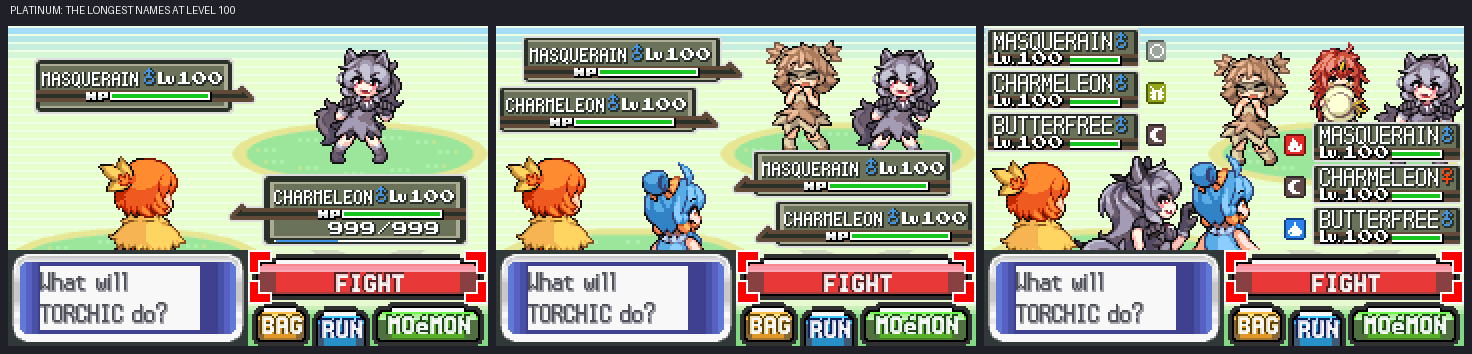 PLATINUM: THE LONGEST NAMES AT LEVEL 100
MASQUERAIN♂Lv100
HP
CHARMELEON♂Lv100
HP
999/999
What will
TORCHIC do?
FIGHT
BAG
RUN
MOéMON
MASQUERAIN♂Lv100
HP
CHARMELEON♂Lv100
HP
MASQUERAIN♂Lv100
HP
CHARMELEON♂Lv100
HP
What will
TORCHIC do?
FIGHT
BAG
RUN
MOéMON
MASQUERAIN♂
Lv.100
CHARMELEON♂
Lv.100
BUTTERFREE♂
Lv.100
MASQUERAIN♂
Lv.100
CHARMELEON♀
Lv.100
BUTTERFREE♂
Lv.100
What will
TORCHIC do?
FIGHT
BAG
RUN
MOéMON